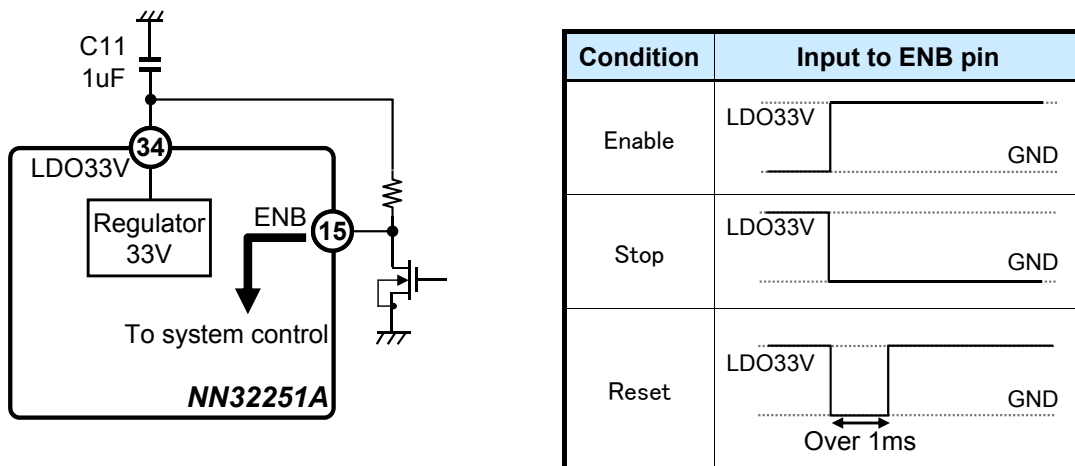 C11
1uF
34
LDO33V
Regulator
33V
ENB
15
To system control
NN32251A
Condition
Input to ENB pin
Enable
LDO33V
GND
Stop
LDO33V
GND
Reset
LDO33V
GND
Over 1ms